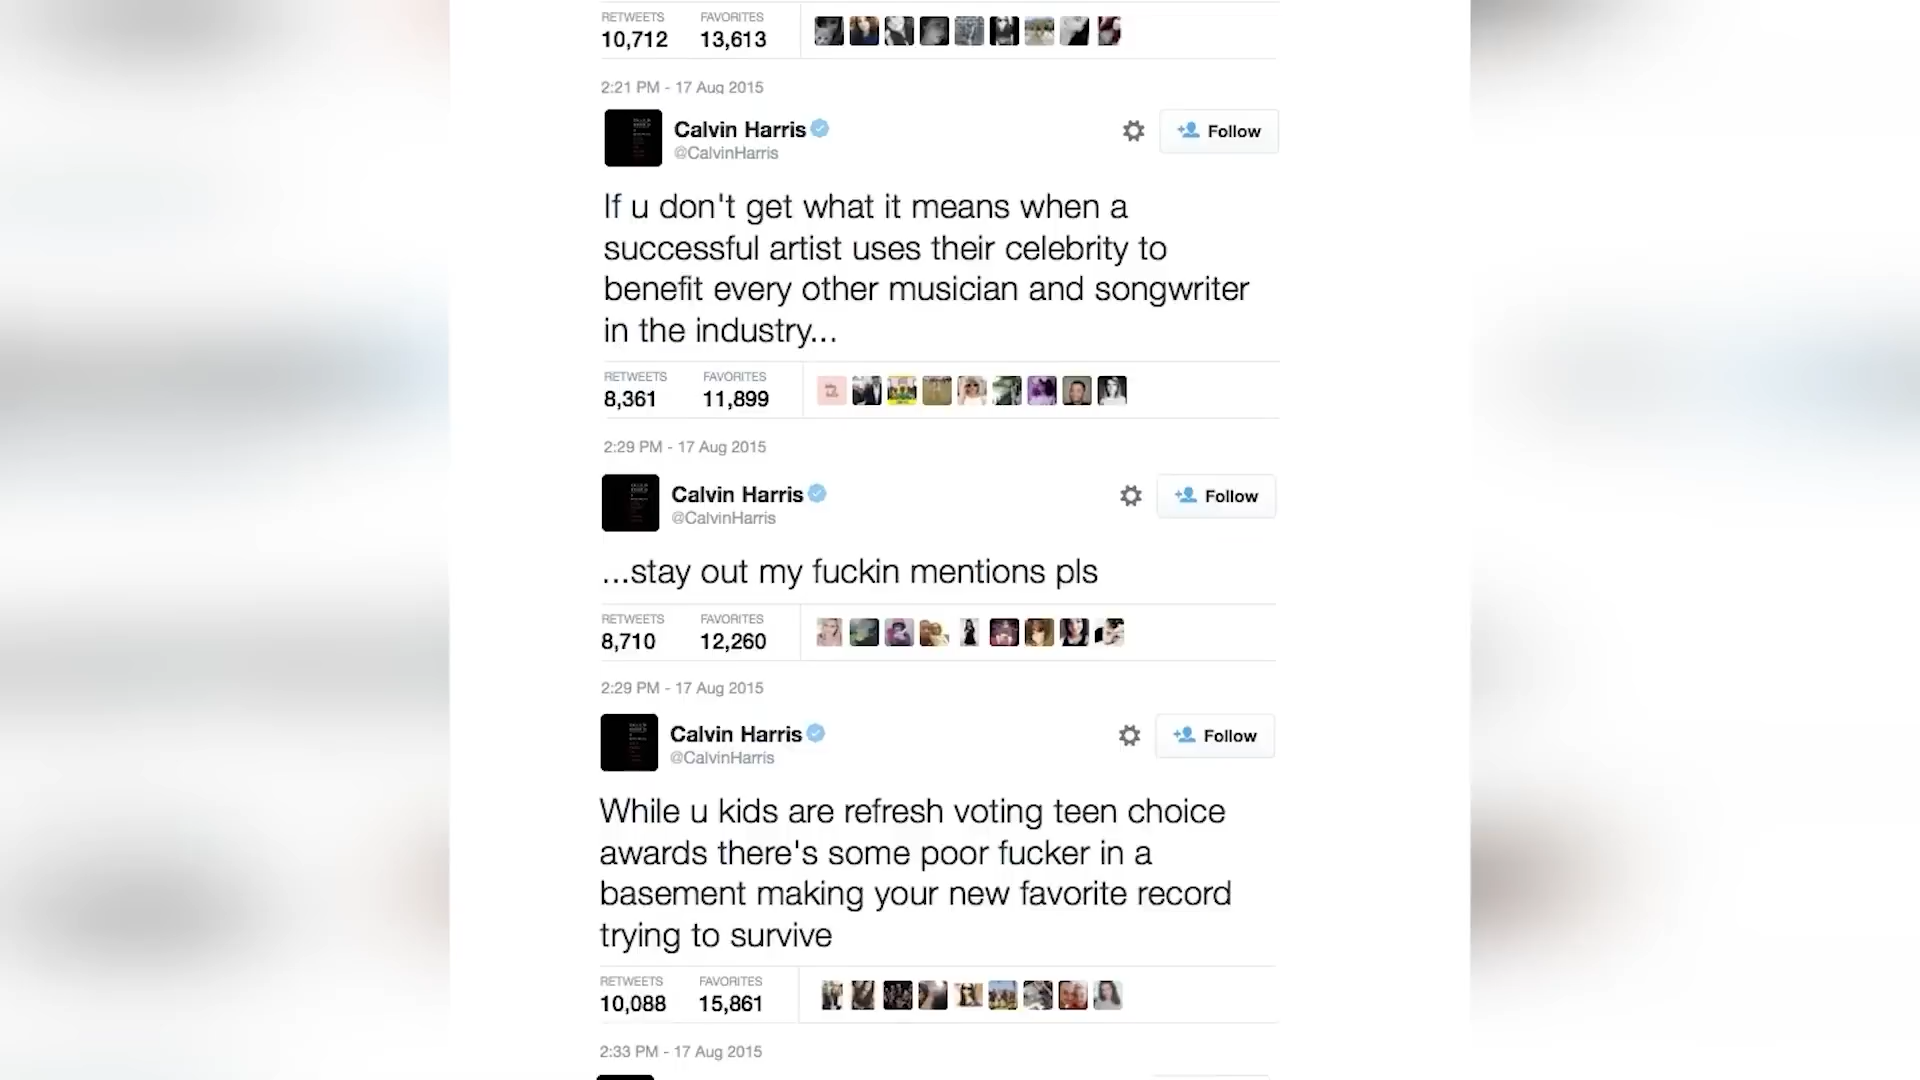 RETWEETS FAVORITES
10,712 13,613
2:21 PM - 17 Aug 2015
Calvin Harris
@CalvinHarris
Follow
If u don't get what it means when a
successful artist uses their celebrity to
benefit every other musician and songwriter
in the industry...
RETWEETS FAVORITES
8,361 11,899
2:29 PM - 17 Aug 2015
Calvin Harris
@CalvinHarris
Follow
...stay out my fuckin mentions pls
RETWEETS FAVORITES
8,710 12,260
2:29 PM - 17 Aug 2015
Calvin Harris
@CalvinHarris
Follow
While u kids are refresh voting teen choice
awards there's some poor fucker in a
basement making your new favorite record
trying to survive
RETWEETS FAVORITES
10,088 15,861
2:33 PM - 17 Aug 2015